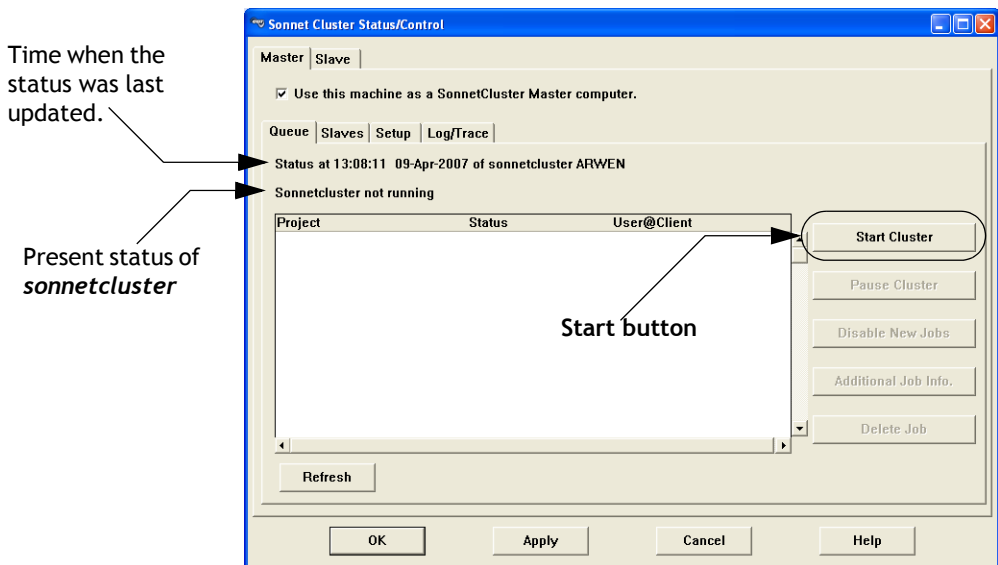 Sonnet Cluster Status/Control
Time when the
status was last
updated.
Master
Slave
Use this machine as a SonnetCluster Master computer.
Queue
Slaves
Setup
Log/Trace
Status at 13:08:11 09-Apr-2007 of sonnetcluster ARWEN
Sonnetcluster not running
Project Status User@Client
Present status of
sonnetcluster
Start button
Start Cluster
Pause Cluster
Disable New Jobs
Additional Job Info.
Delete Job
Refresh
OK
Apply
Cancel
Help